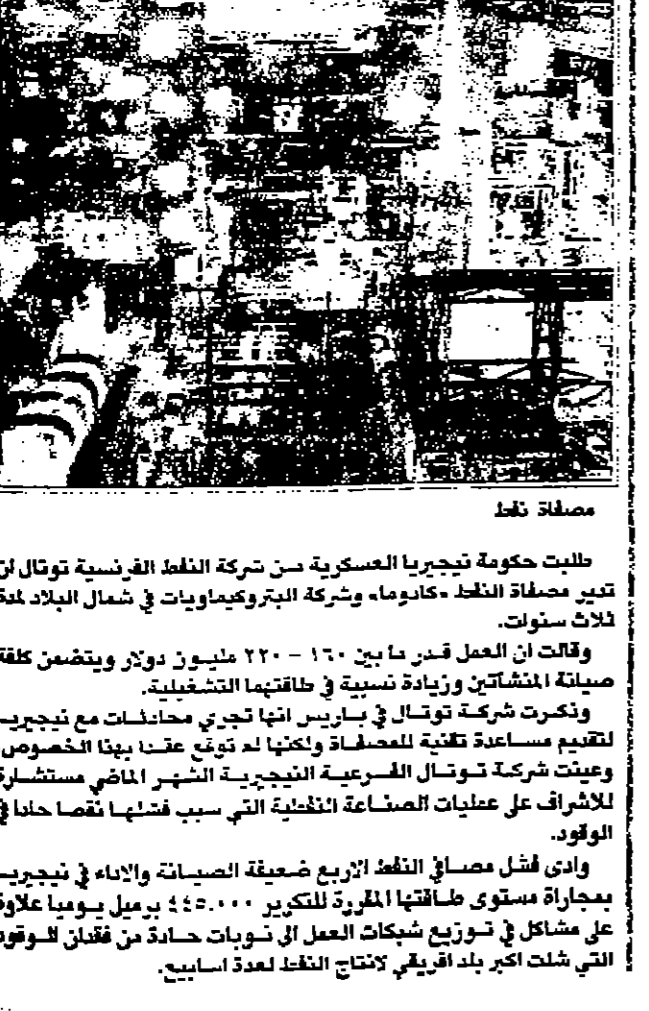 مصفاة نفط
طلبت حكومة نيجيريا العسكرية من شركة النفط الفرنسية توتال ان
تدير مصفاة النفط «كادوما» وشركة البتروكيماويات في شمال البلاد لمدة
ثلاث سنوات.
وقالت ان العمل قدر ما بين ١٦٠ - ٢٢٠ مليون دولار ويتضمن كلفة
صيانة المنشاتين وزيادة نسبية في طاقتهما التشغيلية.
وذكرت شركة توتال في باريس انها تجري محادثات مع نيجيريا
لتقديم مساعدة تقنية للمصفاة ولكنها لم توقع عقدا بهذا الخصوص.
وعينت شركة توتال الفرعية النيجيرية الشهر الماضي مستشارة
للاشراف على عمليات الصناعة النفطية التي سبب فشلها نقصا حادا في
الوقود.
وادى فشل مصافي النفط الاربع ضعيفة الصيانة والاداء في نيجيريا
بمجاراة مستوى طاقتها المقررة للتكرير ٤٤٥.٠٠٠ برميل يوميا علاوة
على مشاكل في توزيع شبكات العمل الى نوبات حادة من فقدان للوقود
التي شلت اكبر بلد افريقي لانتاج النفط لعدة اسابيع.